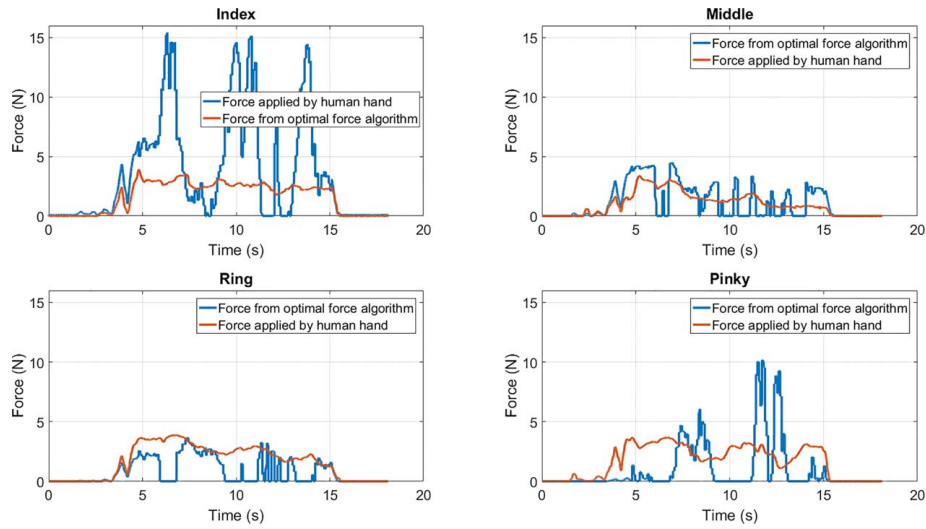 Index
15
10
5
0
Force (N)
Force applied by human hand
Force from optimal force algorithm
0 5 10 15 20
Time (s)
Middle
15
10
5
0
Force (N)
Force from optimal force algorithm
Force applied by human hand
0 5 10 15 20
Time (s)
Ring
15
10
5
0
Force (N)
Force from optimal force algorithm
Force applied by human hand
0 5 10 15 20
Time (s)
Pinky
15
10
5
0
Force (N)
Force from optimal force algorithm
Force applied by human hand
0 5 10 15 20
Time (s)